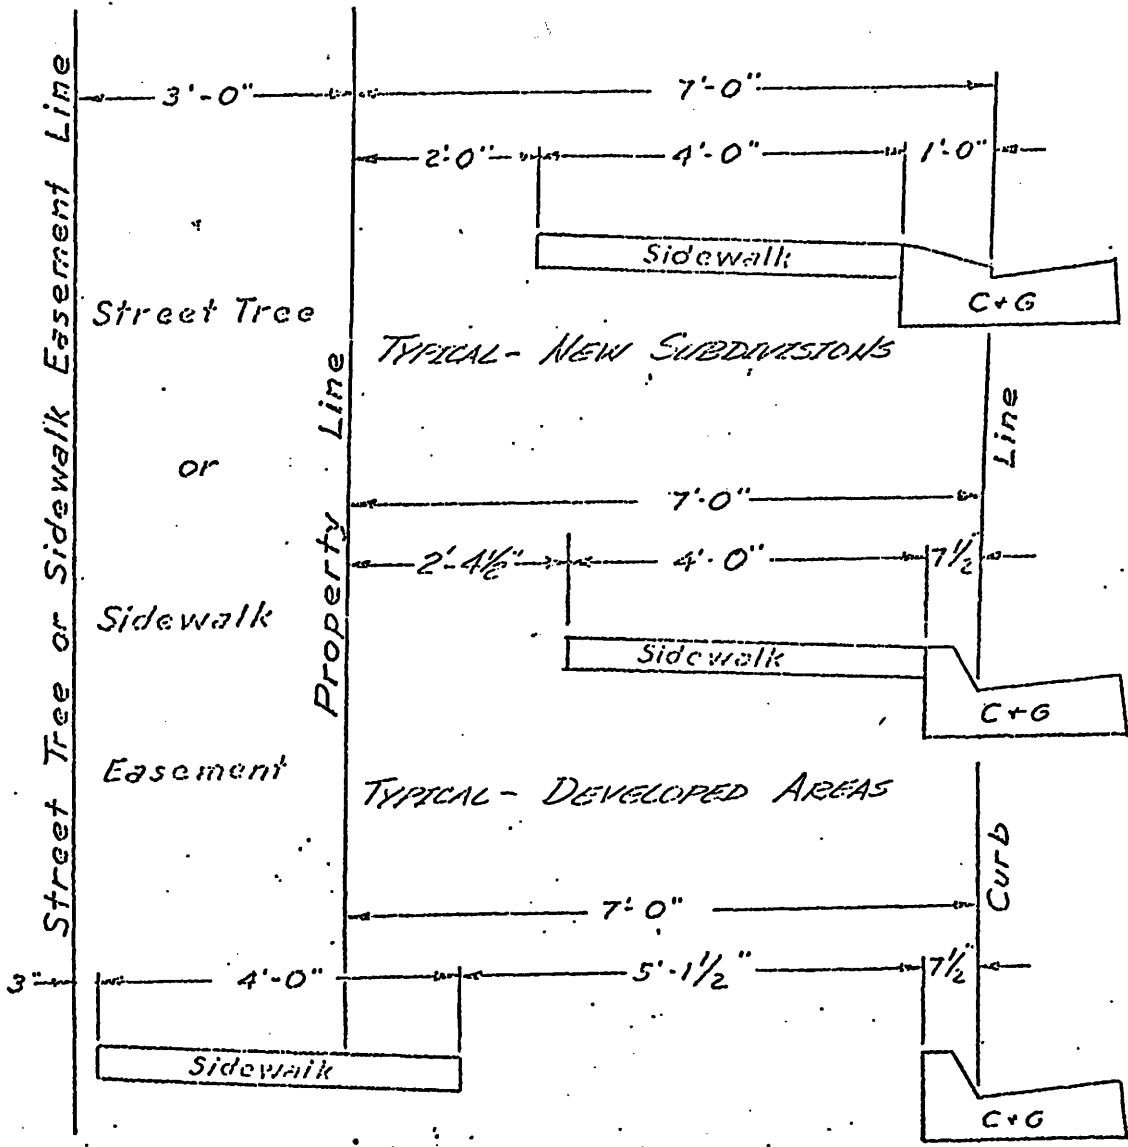 Street Tree or Sidewalk Easement Line
3'-0"
7'-0"
2'-0"
4'-0"
1'-0"
Sidewalk
C+G
Street Tree
or
Sidewalk
Easement
Property Line
TYPICAL - NEW SUBDIVISIONS
Curb Line
7'-0"
2'-4½"
4'-0"
7½"
Sidewalk
C+G
TYPICAL - DEVELOPED AREAS
7'-0"
3"
4'-0"
5'-1½"
7½"
Sidewalk
C+G